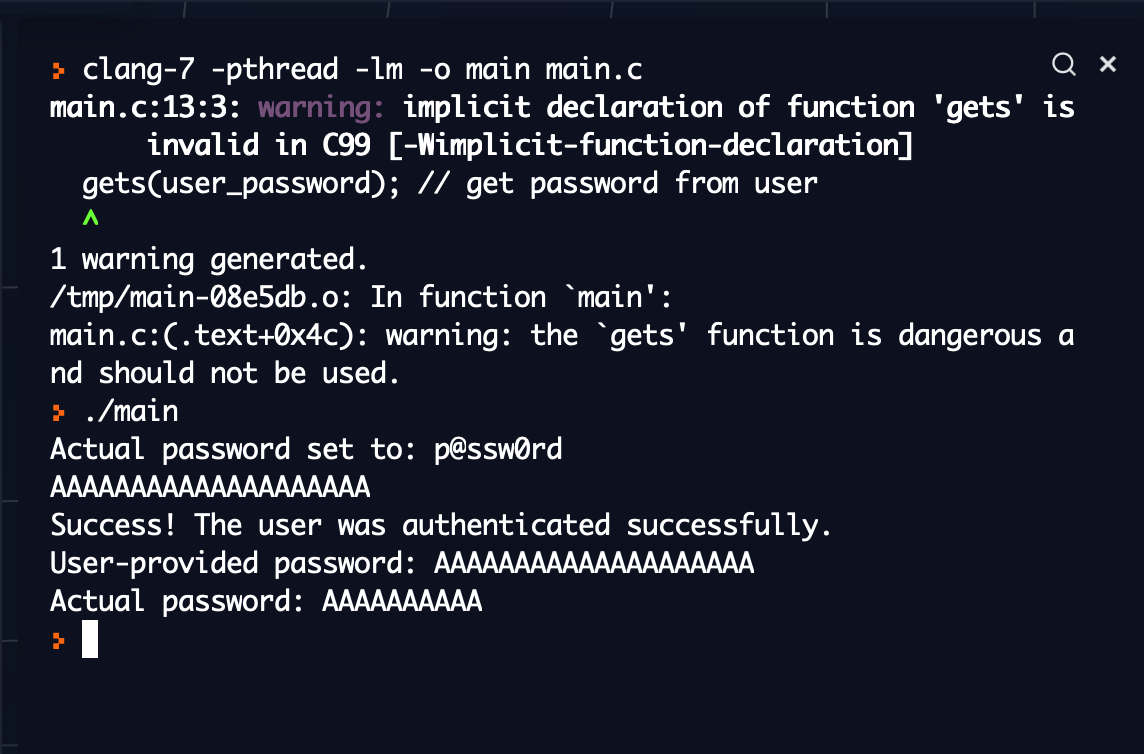 > clang-7 -pthread -lm -o main main.c
main.c:13:3: warning: implicit declaration of function 'gets' is
      invalid in C99 [-Wimplicit-function-declaration]
  gets(user_password); // get password from user
  ^
1 warning generated.
/tmp/main-08e5db.o: In function `main':
main.c:(.text+0x4c): warning: the `gets' function is dangerous a
nd should not be used.
> ./main
Actual password set to: p@ssw0rd
AAAAAAAAAAAAAAAAAAAA
Success! The user was authenticated successfully.
User-provided password: AAAAAAAAAAAAAAAAAAAA
Actual password: AAAAAAAAAA
>